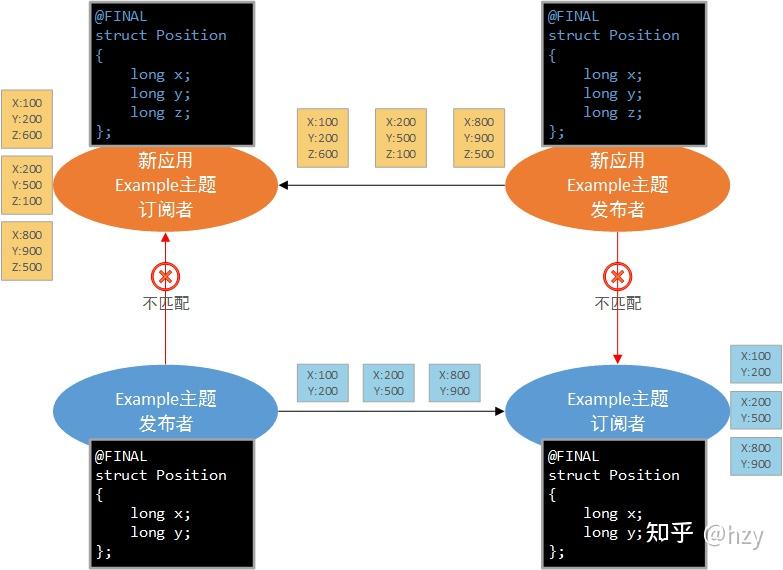 @FINAL
struct Position
{
long x;
long y;
long z;
};
@FINAL
struct Position
{
long x;
long y;
long z;
};
X:100
Y:200
Z:600
X:200
Y:500
Z:100
X:800
Y:900
Z:500
新应用
Example主题
订阅者
X:100
Y:200
Z:600
X:200
Y:500
Z:100
X:800
Y:900
Z:500
新应用
Example主题
发布者
不匹配
不匹配
Example主题
发布者
X:100
Y:200
X:200
Y:500
X:800
Y:900
Example主题
订阅者
X:100
Y:200
X:200
Y:500
X:800
Y:900
@FINAL
struct Position
{
long x;
long y;
};
@FINAL
struct Position
{
long x;
long y;
};
知乎 @hzy